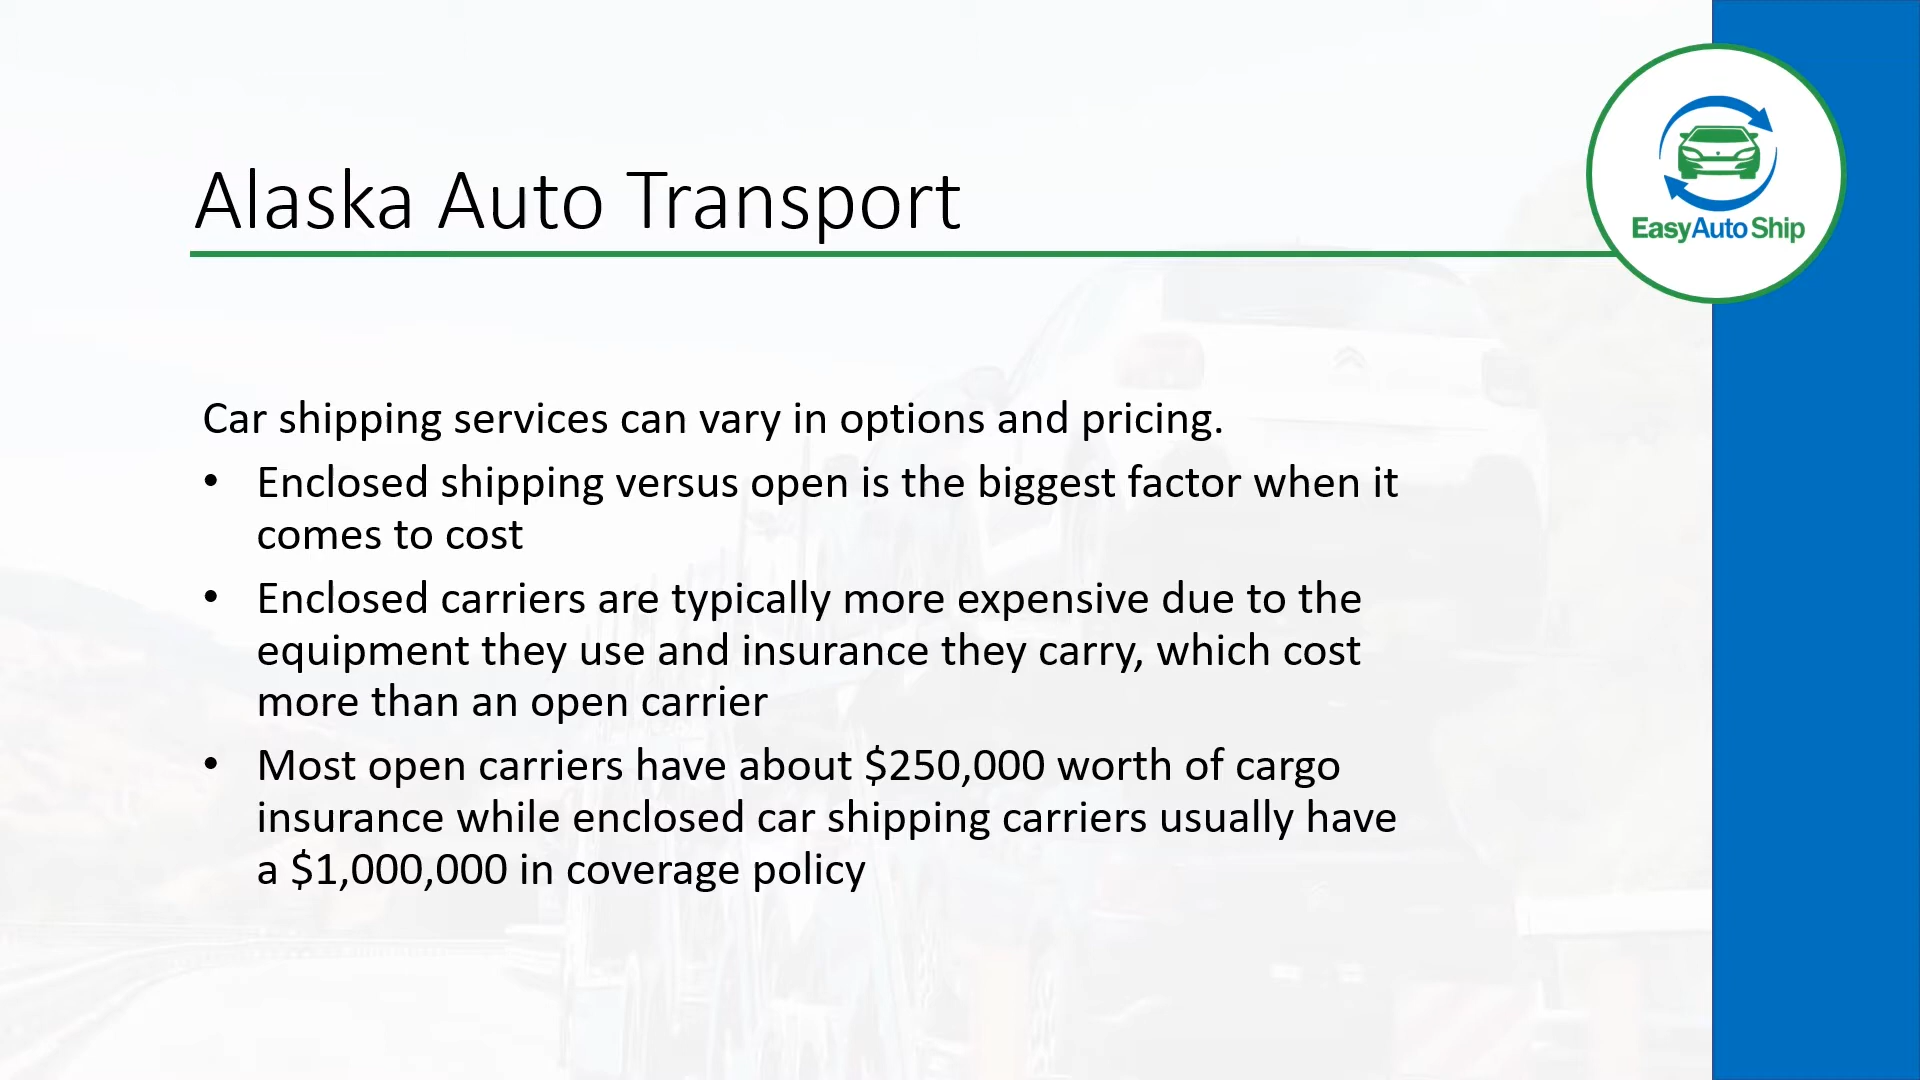 Alaska Auto Transport
EasyAuto Ship
Car shipping services can vary in options and pricing.
• Enclosed shipping versus open is the biggest factor when it
comes to cost
• Enclosed carriers are typically more expensive due to the
equipment they use and insurance they carry, which cost
more than an open carrier
• Most open carriers have about $250,000 worth of cargo
insurance while enclosed car shipping carriers usually have
a $1,000,000 in coverage policy